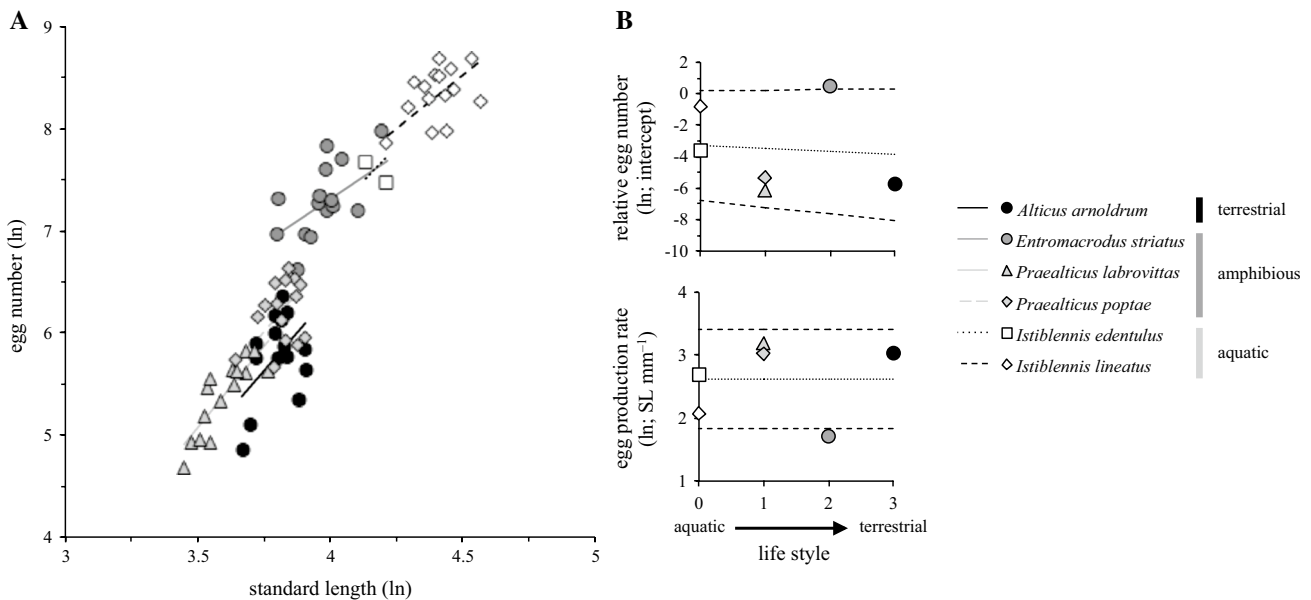 A
egg number (ln)
9
8
7
6
5
4
3
3.5
4
4.5
5
standard length (ln)
B
relative egg number
(ln; intercept)
2
0
-2
-4
-6
-8
-10
egg production rate
(ln; SL mm⁻¹)
4
3
2
1
0
1
2
3
aquatic
terrestrial
life style
Alticus arnoldrum
Entromacrodus striatus
Praealticus labrovittas
Praealticus poptae
Istiblennis edentulus
Istiblennis lineatus
terrestrial
amphibious
aquatic